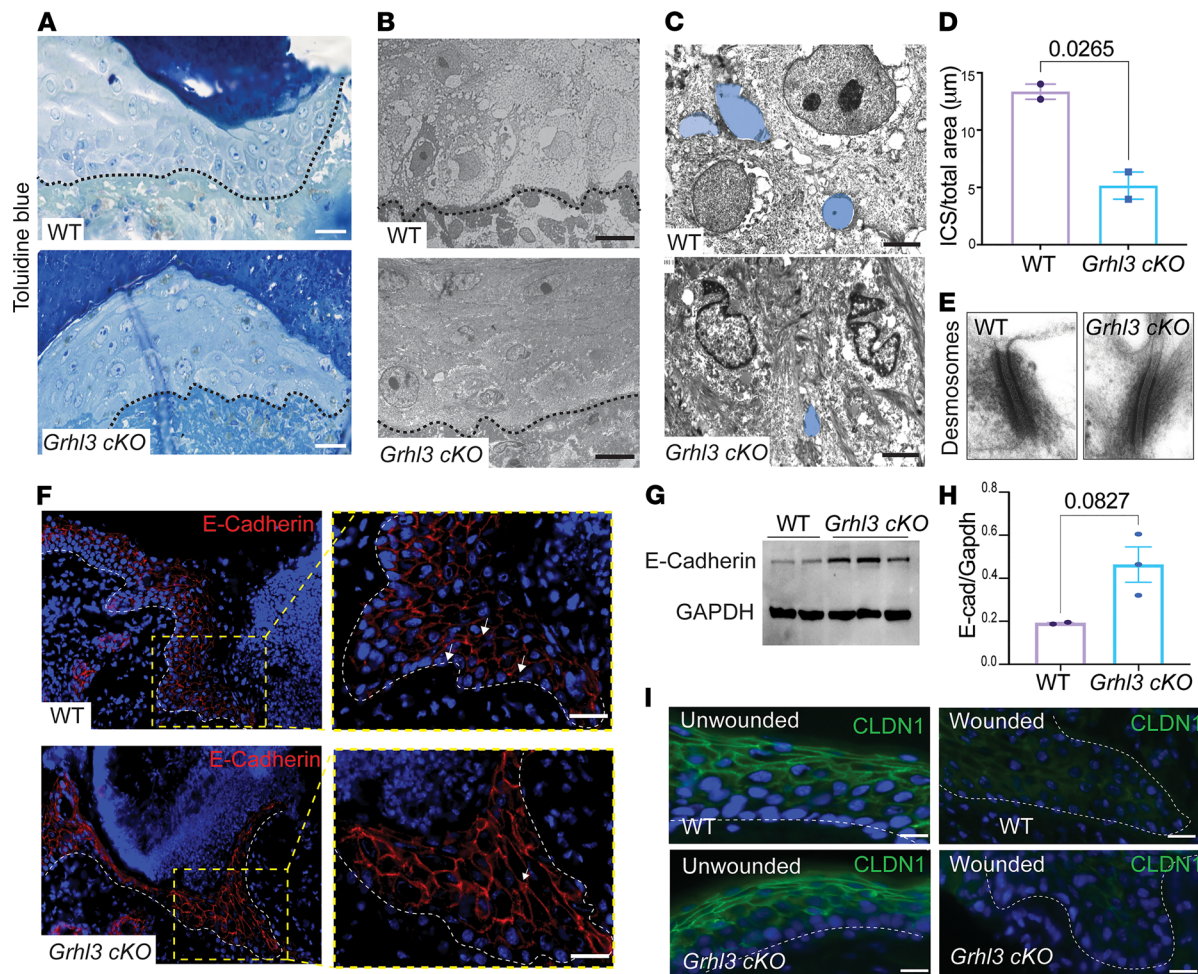 A
Toluidine blue
WT
Grhl3 cKO
B
WT
Grhl3 cKO
C
WT
Grhl3 cKO
D
0.0265
ICS/total area (μm)
15
10
5
0
WT
Grhl3 cKO
E
Desmosomes
WT
Grhl3 cKO
F
E-Cadherin
WT
E-Cadherin
Grhl3 cKO
G
WT
Grhl3 cKO
E-Cadherin
GAPDH
H
0.0827
E-cad/Gapdh
0.8
0.6
0.4
0.2
0.0
WT
Grhl3 cKO
I
Unwounded
CLDN1
WT
Wounded
CLDN1
WT
Unwounded
CLDN1
Grhl3 cKO
Wounded
CLDN1
Grhl3 cKO